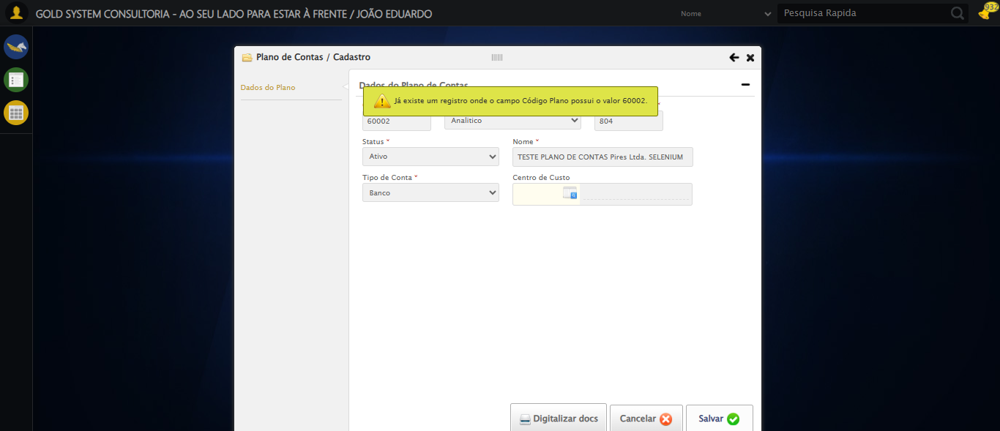 GOLD SYSTEM CONSULTORIA - AO SEU LADO PARA ESTAR À FRENTE / JOÃO EDUARDO
Nome
Pesquisa Rapida
932
Plano de Contas / Cadastro
Dados do Plano
Dados do Plano de Contas
Já existe um registro onde o campo Código Plano possui o valor 60002.
*
60002
Analitico
804
Status *
Nome *
Ativo
TESTE PLANO DE CONTAS Pires Ltda. SELENIUM
Tipo de Conta *
Centro de Custo
Banco
Digitalizar docs
Cancelar
Salvar